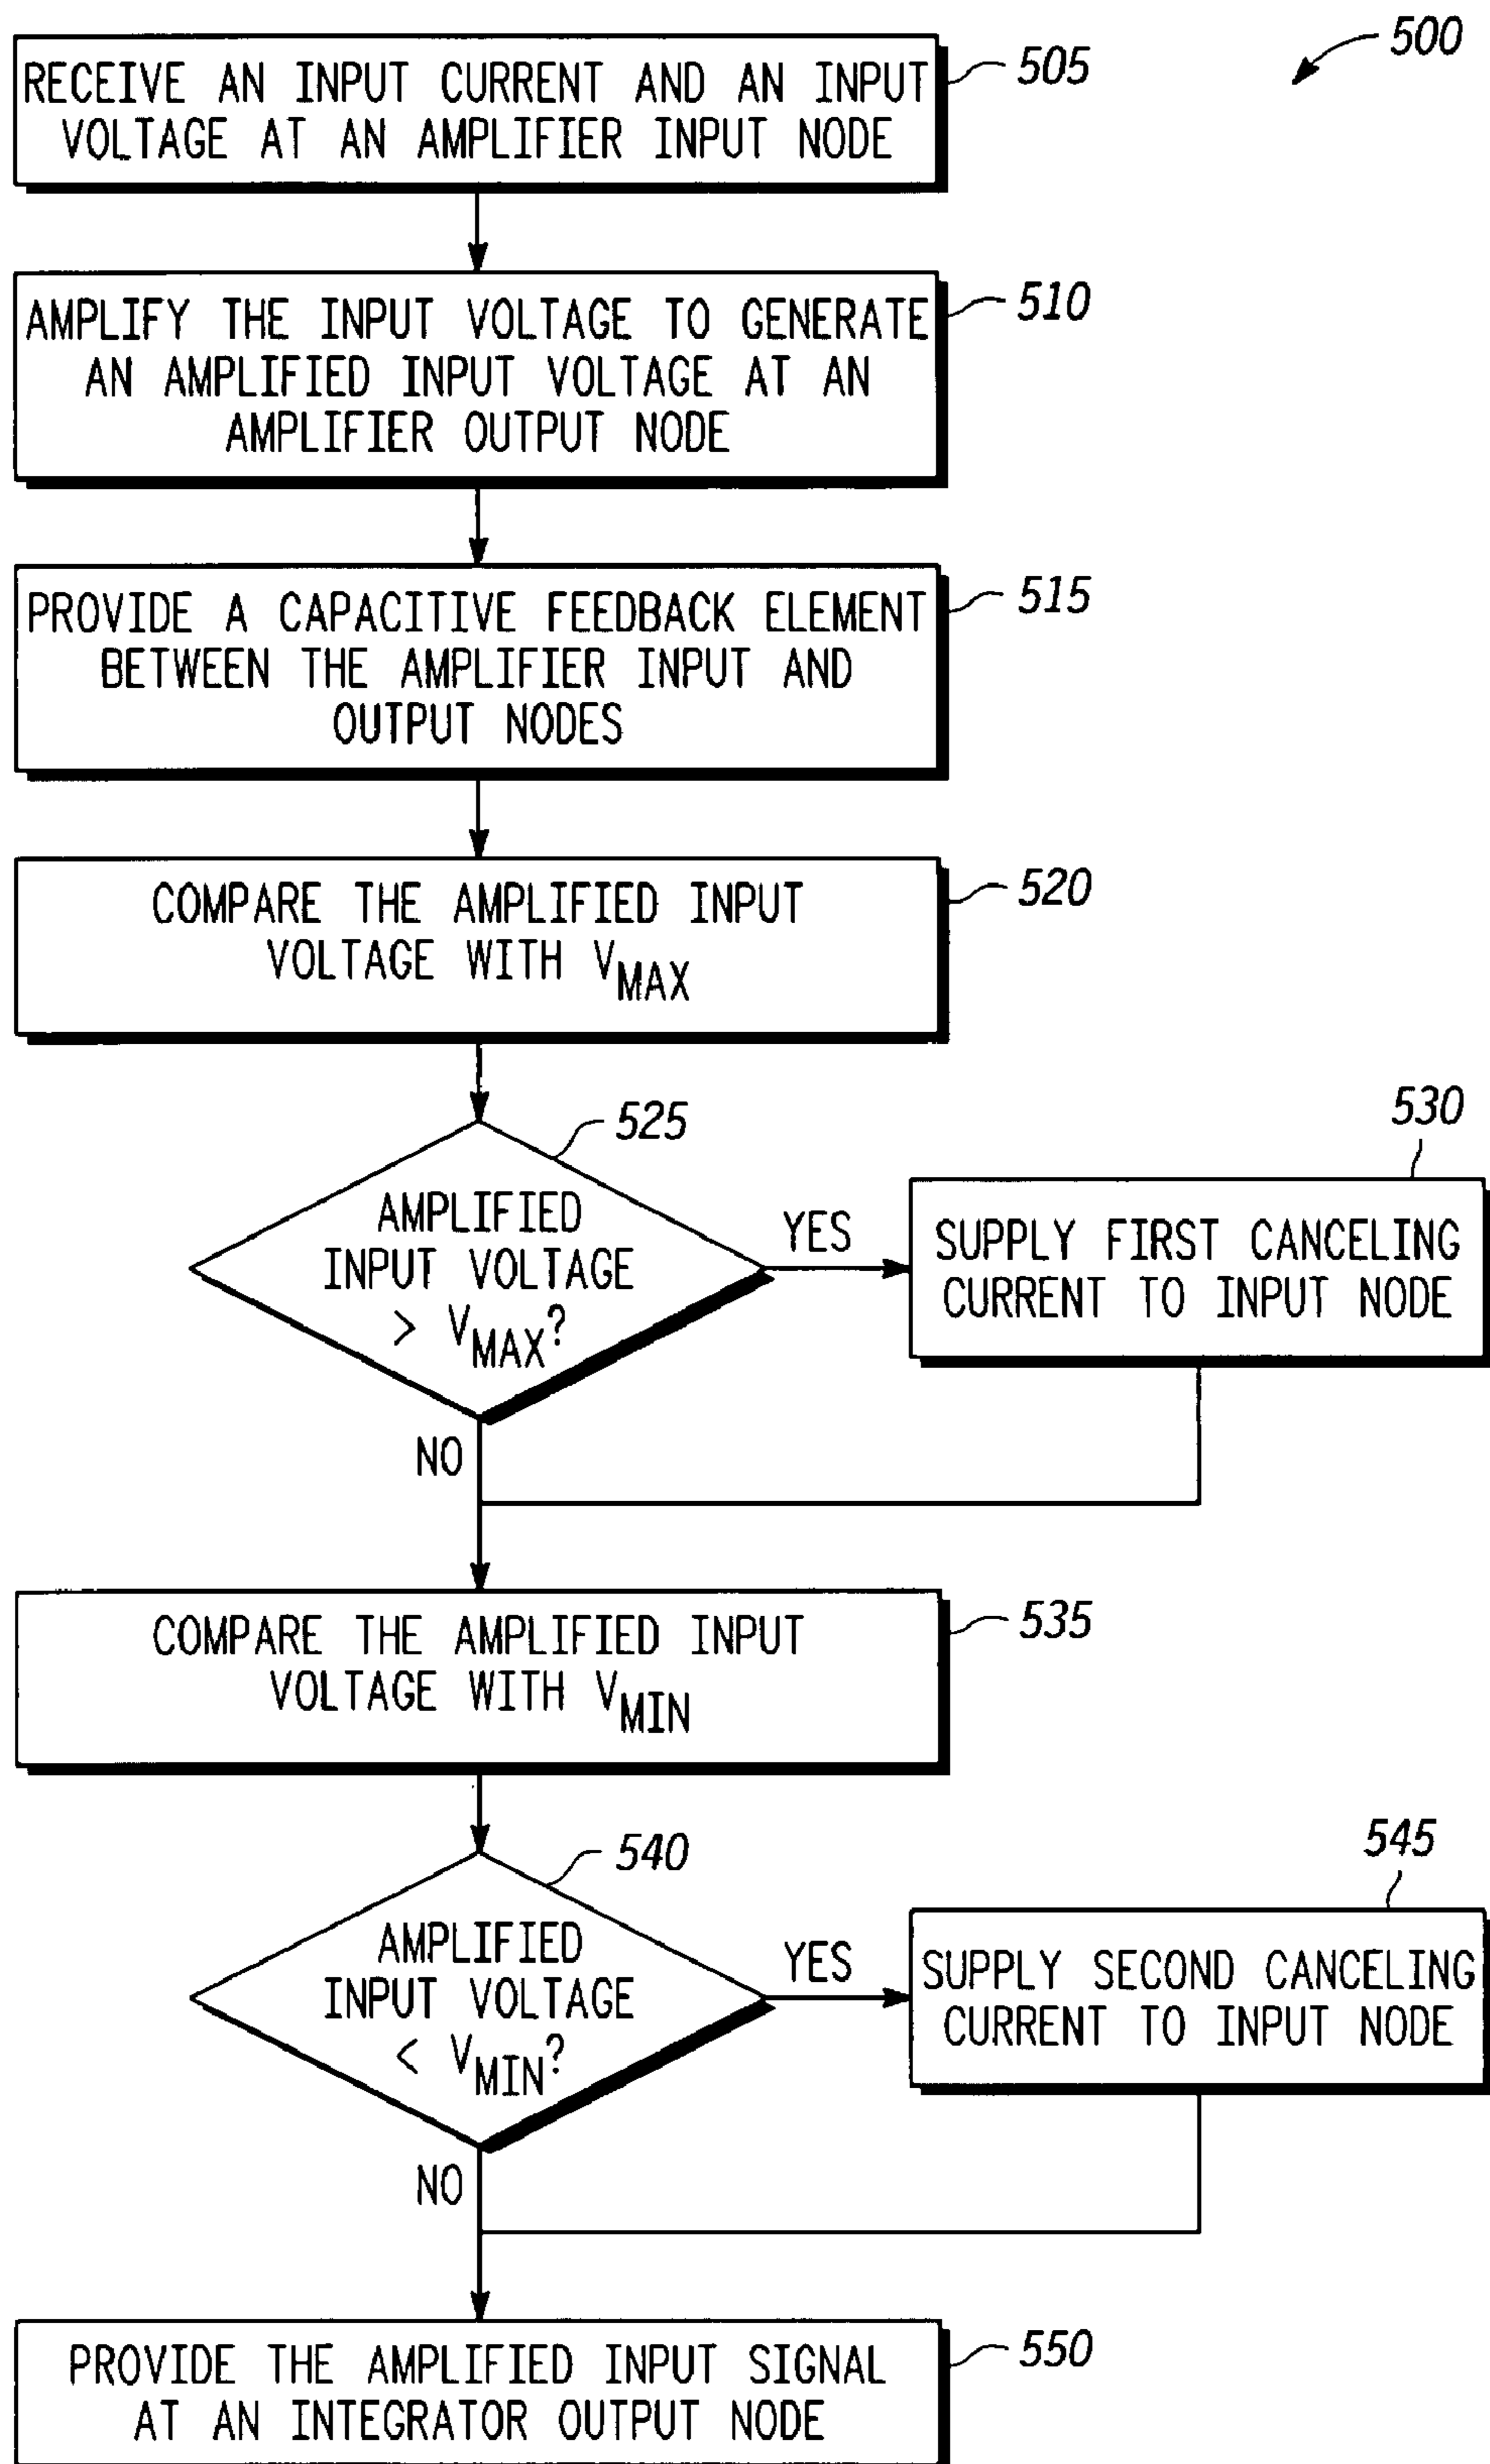 500
RECEIVE AN INPUT CURRENT AND AN INPUT
VOLTAGE AT AN AMPLIFIER INPUT NODE
505
AMPLIFY THE INPUT VOLTAGE TO GENERATE
AN AMPLIFIED INPUT VOLTAGE AT AN
AMPLIFIER OUTPUT NODE
510
PROVIDE A CAPACITIVE FEEDBACK ELEMENT
BETWEEN THE AMPLIFIER INPUT AND
OUTPUT NODES
515
COMPARE THE AMPLIFIED INPUT
VOLTAGE WITH VMAX
520
525
AMPLIFIED
INPUT VOLTAGE
> VMAX?
YES
NO
530
SUPPLY FIRST CANCELING
CURRENT TO INPUT NODE
COMPARE THE AMPLIFIED INPUT
VOLTAGE WITH VMIN
535
540
AMPLIFIED
INPUT VOLTAGE
< VMIN?
YES
NO
545
SUPPLY SECOND CANCELING
CURRENT TO INPUT NODE
PROVIDE THE AMPLIFIED INPUT SIGNAL
AT AN INTEGRATOR OUTPUT NODE
550